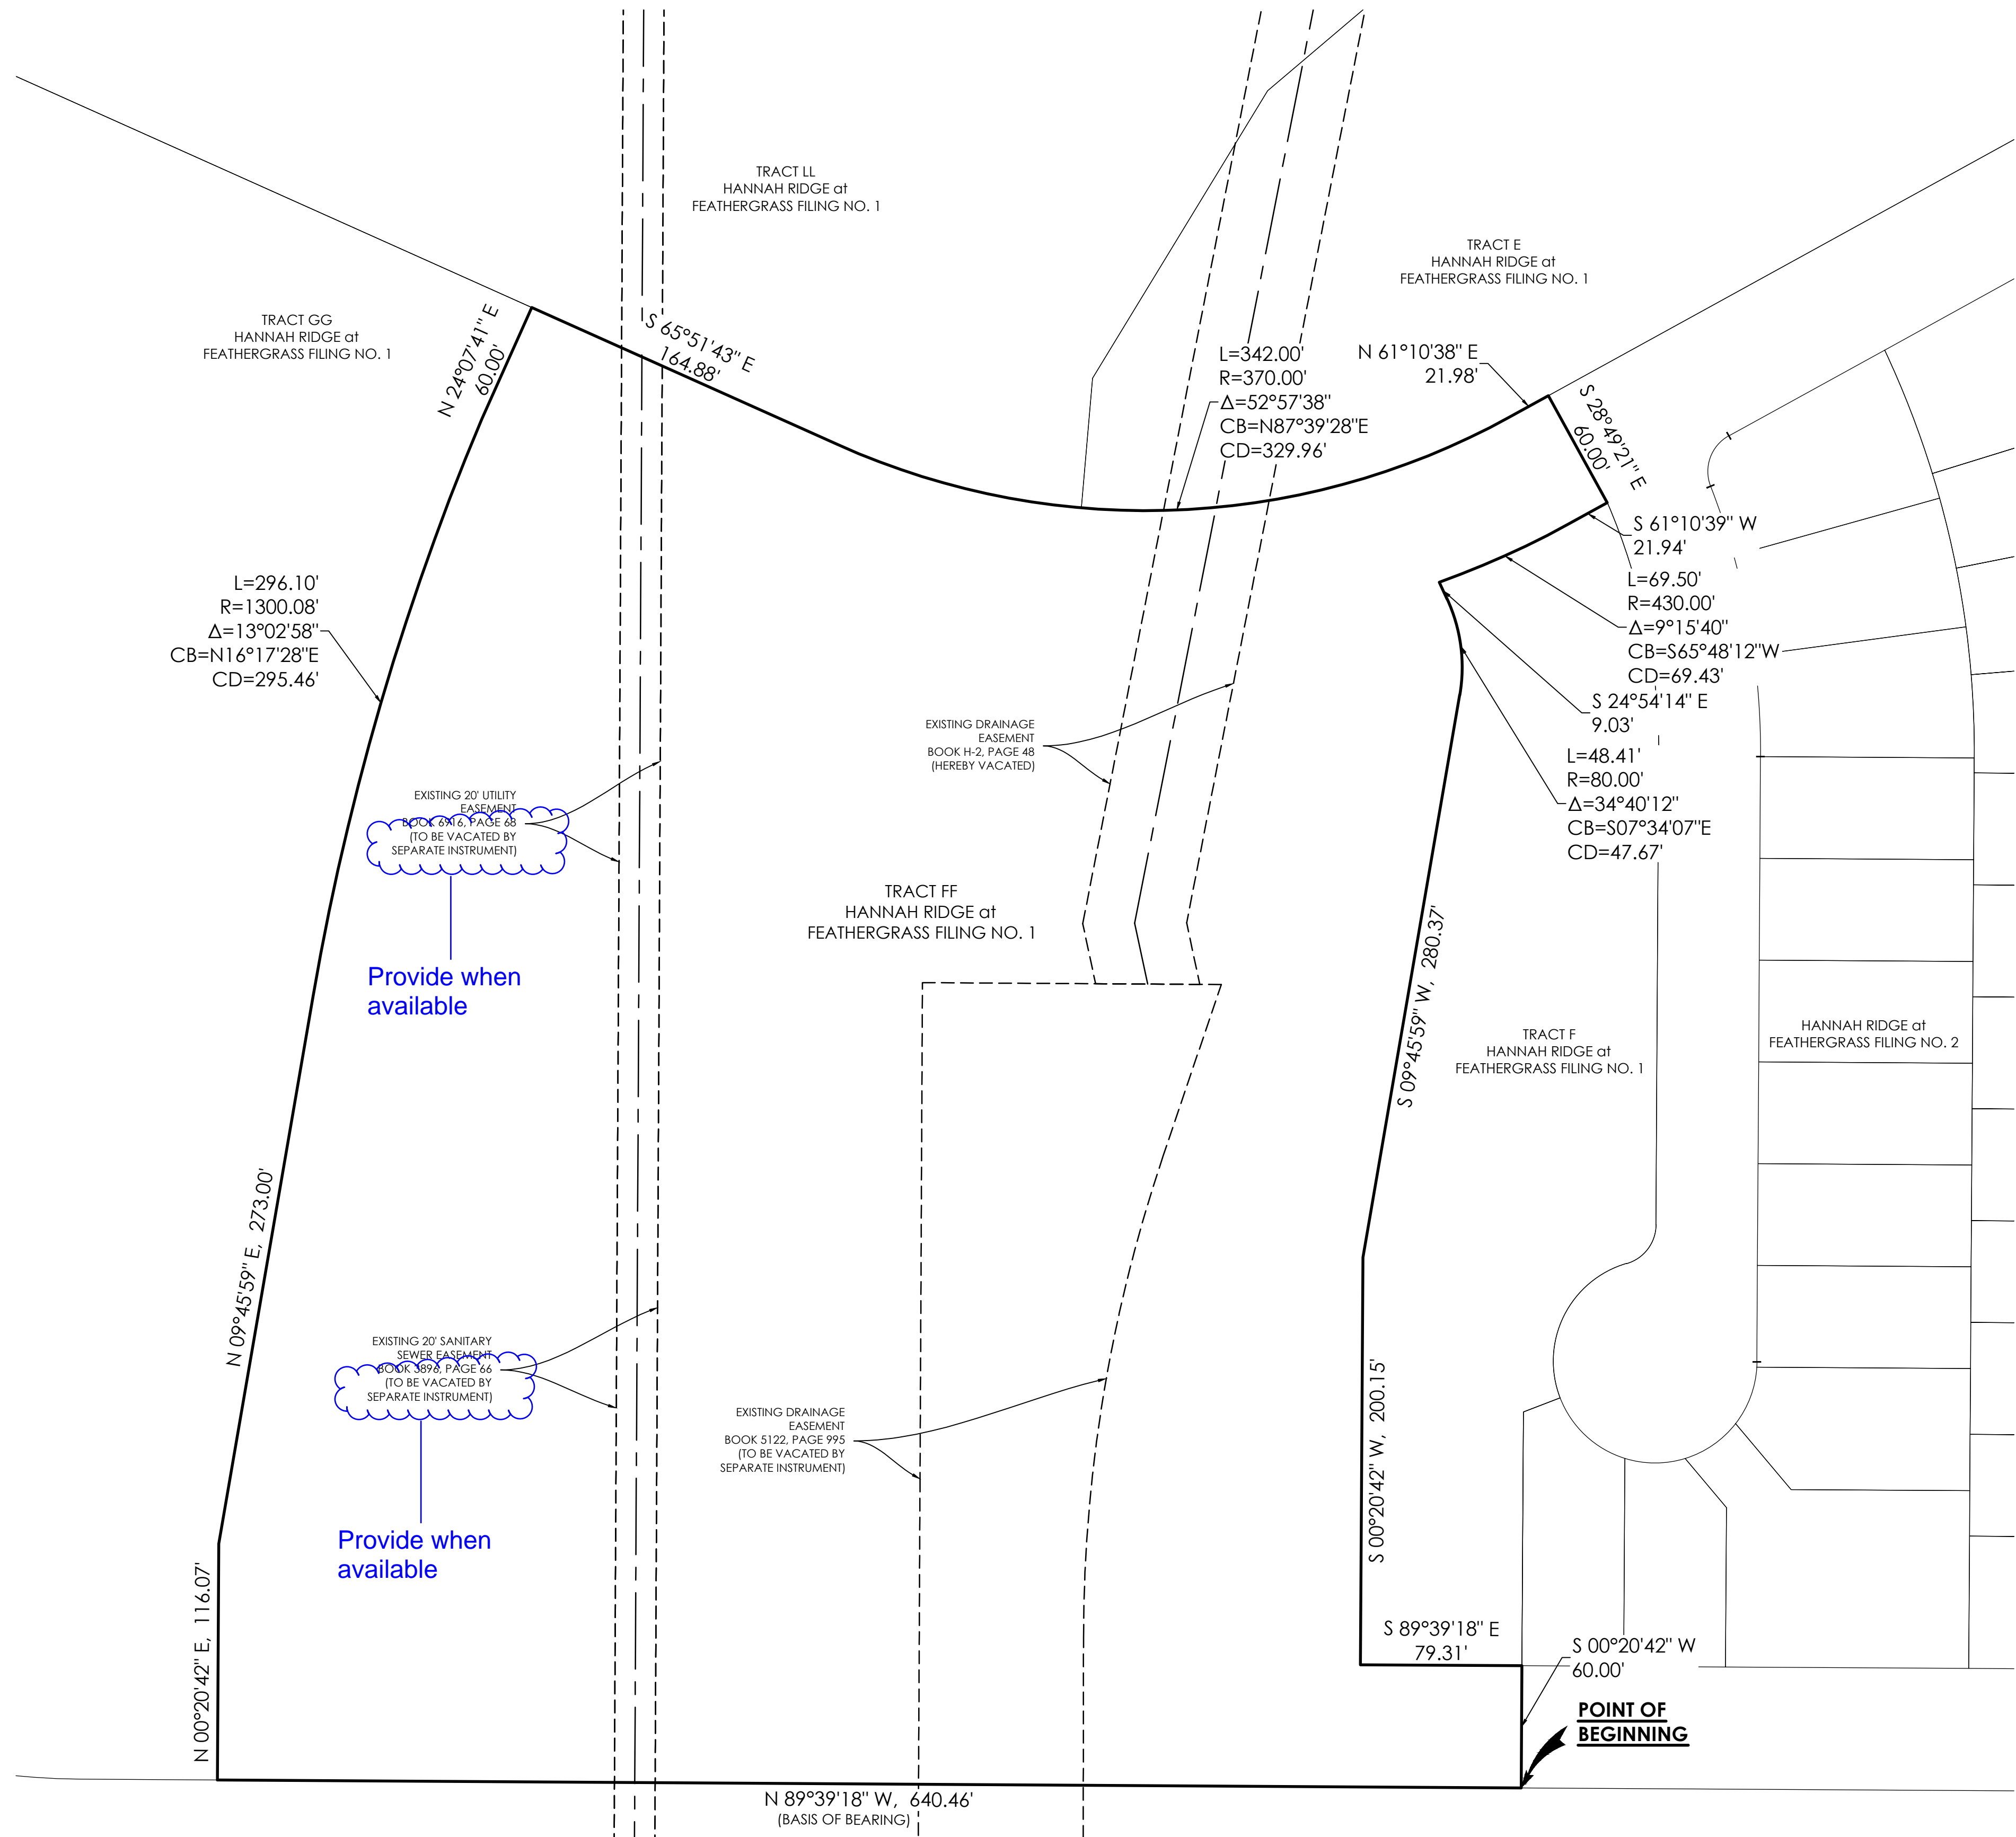 TRACT LL
HANNAH RIDGE at
FEATHERGRASS FILING NO. 1
TRACT E
HANNAH RIDGE at
FEATHERGRASS FILING NO. 1
TRACT GG
HANNAH RIDGE at
FEATHERGRASS FILING NO. 1
N 24°07'41" E
60.00'
S 65°51'43" E
164.88'
L=342.00'
R=370.00'
Δ=52°57'38"
CB=N87°39'28"E
CD=329.96'
N 61°10'38" E
21.98'
S 28°49'21" E
60.00'
S 61°10'39" W
21.94'
L=69.50'
R=430.00'
Δ=9°15'40"
CB=S65°48'12"W
CD=69.43'
S 24°54'14" E
9.03'
L=48.41'
R=80.00'
Δ=34°40'12"
CB=S07°34'07"E
CD=47.67'
L=296.10'
R=1300.08'
Δ=13°02'58"
CB=N16°17'28"E
CD=295.46'
EXISTING DRAINAGE
EASEMENT
BOOK H-2, PAGE 48
(HEREBY VACATED)
EXISTING 20' UTILITY
EASEMENT
BOOK 6916, PAGE 68
(TO BE VACATED BY
SEPARATE INSTRUMENT)
Provide when
available
TRACT FF
HANNAH RIDGE at
FEATHERGRASS FILING NO. 1
S 09°45'59" W, 280.37'
TRACT F
HANNAH RIDGE at
FEATHERGRASS FILING NO. 1
HANNAH RIDGE at
FEATHERGRASS FILING NO. 2
N 09°45'59" E, 273.00'
EXISTING 20' SANITARY
SEWER EASEMENT
BOOK 3896, PAGE 66
(TO BE VACATED BY
SEPARATE INSTRUMENT)
Provide when
available
EXISTING DRAINAGE
EASEMENT
BOOK 5122, PAGE 995
(TO BE VACATED BY
SEPARATE INSTRUMENT)
S 00°20'42" W, 200.15'
N 00°20'42" E, 116.07'
S 89°39'18" E
79.31'
S 00°20'42" W
60.00'
POINT OF
BEGINNING
N 89°39'18" W, 640.46'
(BASIS OF BEARING)